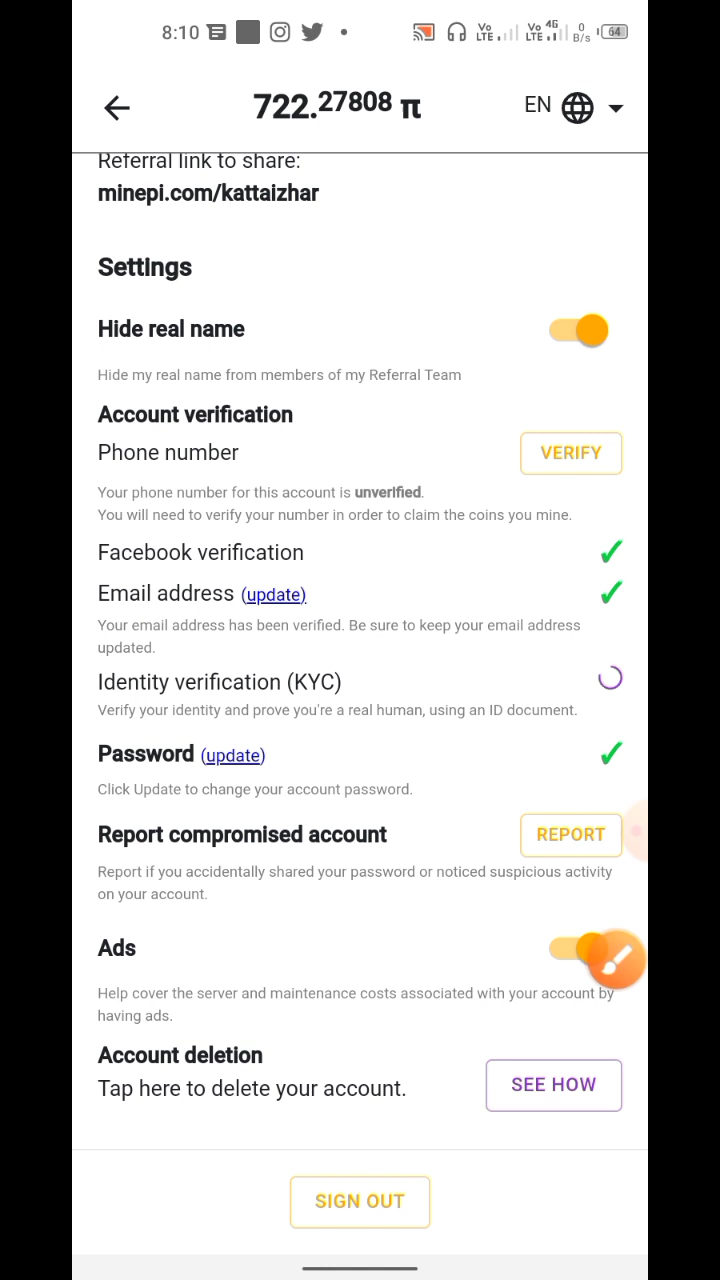 8:10 Vo LTE Vo 4G LTE 0 B/s 64
722.27808 π EN
Referral link to share:
minepi.com/kattaizhar
Settings
Hide real name
Hide my real name from members of my Referral Team
Account verification
Phone number VERIFY
Your phone number for this account is unverified.
You will need to verify your number in order to claim the coins you mine.
Facebook verification
Email address (update)
Your email address has been verified. Be sure to keep your email address
updated.
Identity verification (KYC)
Verify your identity and prove you're a real human, using an ID document.
Password (update)
Click Update to change your account password.
Report compromised account REPORT
Report if you accidentally shared your password or noticed suspicious activity
on your account.
Ads
Help cover the server and maintenance costs associated with your account by
having ads.
Account deletion
Tap here to delete your account. SEE HOW
SIGN OUT